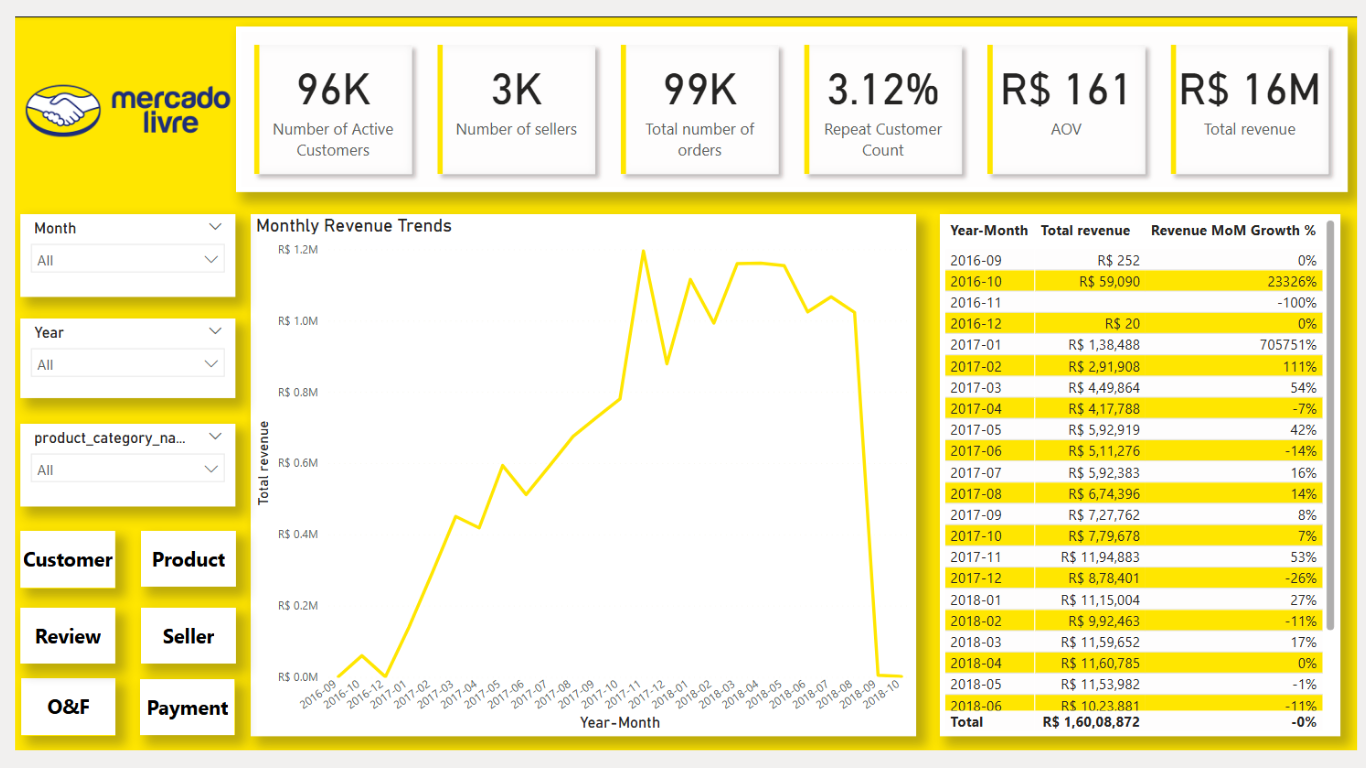 mercado
livre
96K
Number of Active
Customers
3K
Number of sellers
99K
Total number of
orders
3.12%
Repeat Customer
Count
R$ 161
AOV
R$ 16M
Total revenue
Month
All
Year
All
product_category_na...
All
Customer
Product
Review
Seller
O&F
Payment
Monthly Revenue Trends
Total revenue
R$ 1.2M
R$ 1.0M
R$ 0.8M
R$ 0.6M
R$ 0.4M
R$ 0.2M
R$ 0.0M
2016-09
2016-10
2016-12
2017-01
2017-02
2017-03
2017-04
2017-05
2017-06
2017-07
2017-08
2017-09
2017-10
2017-11
2017-12
2018-01
2018-02
2018-03
2018-04
2018-05
2018-06
2018-07
2018-08
2018-09
2018-10
Year-Month
Year-Month Total revenue Revenue MoM Growth %
2016-09 R$ 252 0%
2016-10 R$ 59,090 23326%
2016-11 -100%
2016-12 R$ 20 0%
2017-01 R$ 1,38,488 705751%
2017-02 R$ 2,91,908 111%
2017-03 R$ 4,49,864 54%
2017-04 R$ 4,17,788 -7%
2017-05 R$ 5,92,919 42%
2017-06 R$ 5,11,276 -14%
2017-07 R$ 5,92,383 16%
2017-08 R$ 6,74,396 14%
2017-09 R$ 7,27,762 8%
2017-10 R$ 7,79,678 7%
2017-11 R$ 11,94,883 53%
2017-12 R$ 8,78,401 -26%
2018-01 R$ 11,15,004 27%
2018-02 R$ 9,92,463 -11%
2018-03 R$ 11,59,652 17%
2018-04 R$ 11,60,785 0%
2018-05 R$ 11,53,982 -1%
2018-06 R$ 10,23,881 -11%
Total R$ 1,60,08,872 -0%